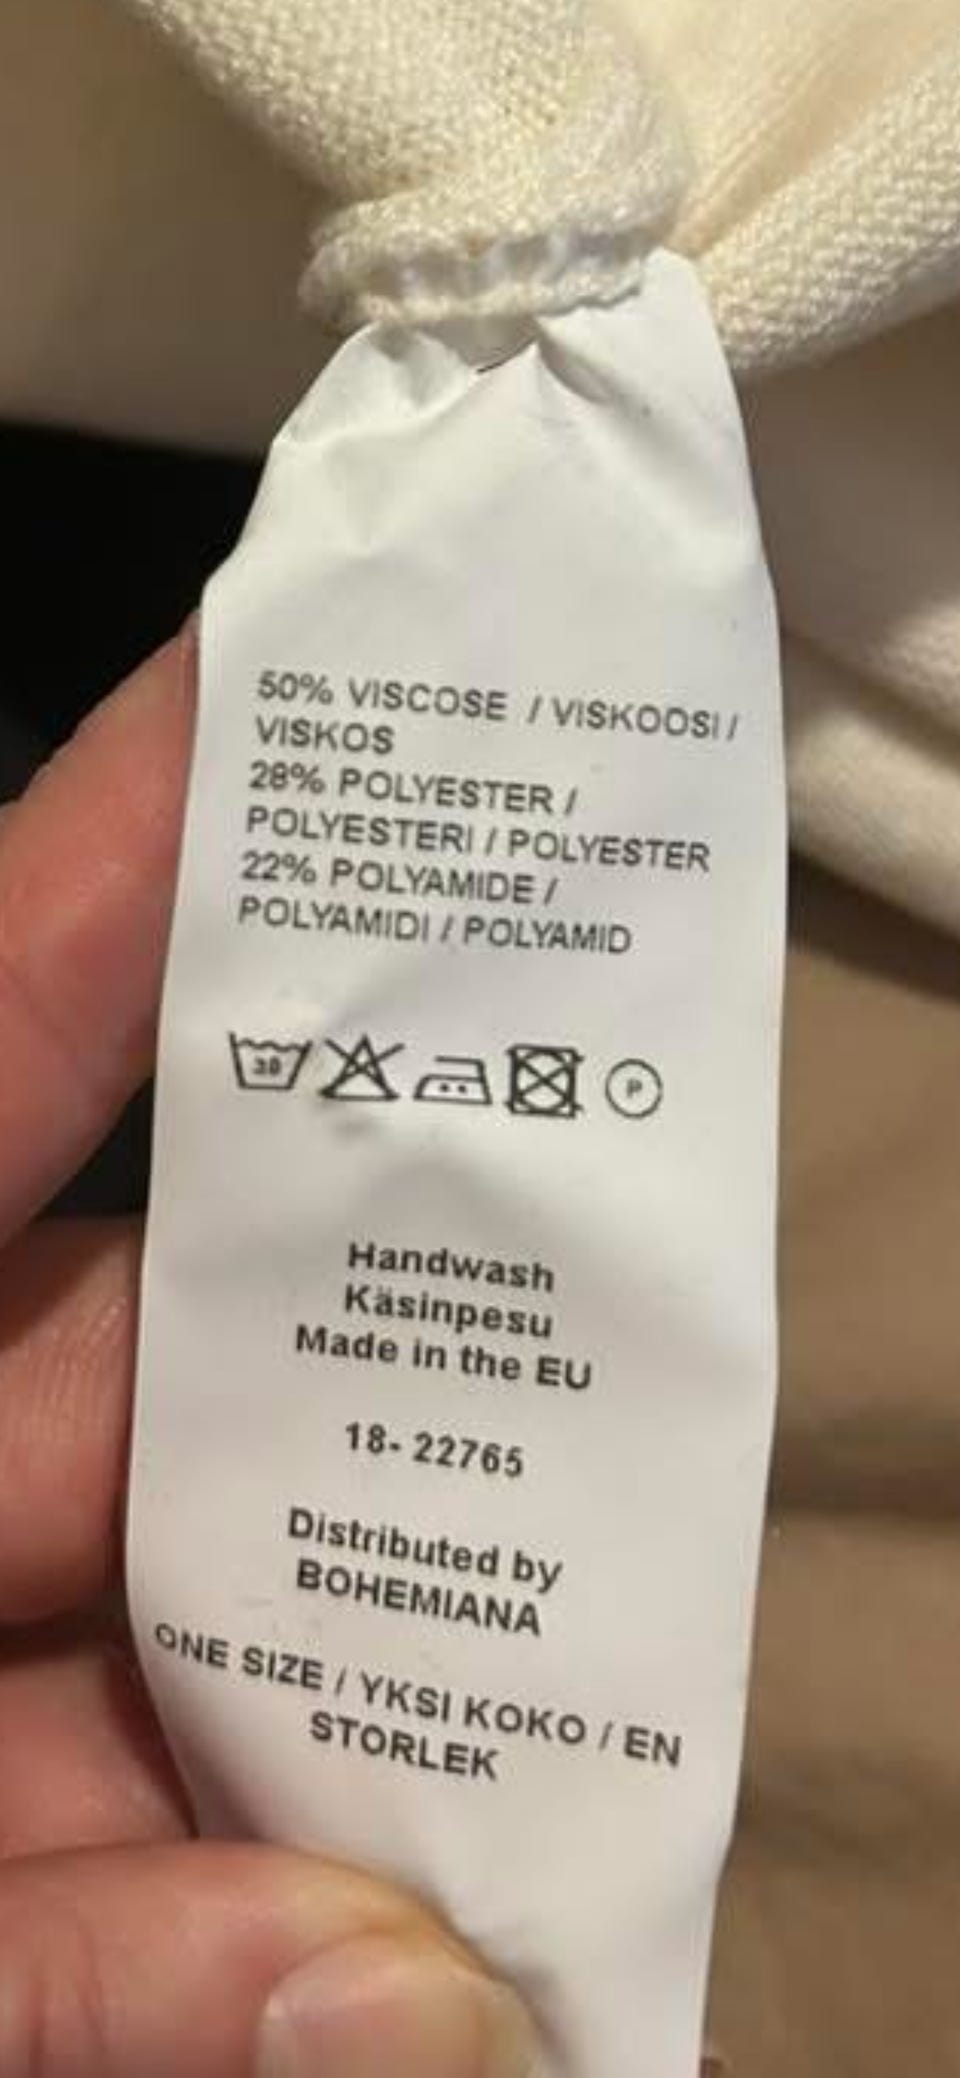 50% VISCOSE / VISKOOSI /
VISKOS
28% POLYESTER /
POLYESTERI / POLYESTER
22% POLYAMIDE /
POLYAMIDI / POLYAMID
30
P
Handwash
Käsinpesu
Made in the EU
18- 22765
Distributed by
BOHEMIANA
ONE SIZE / YKSI KOKO / EN
STORLEK